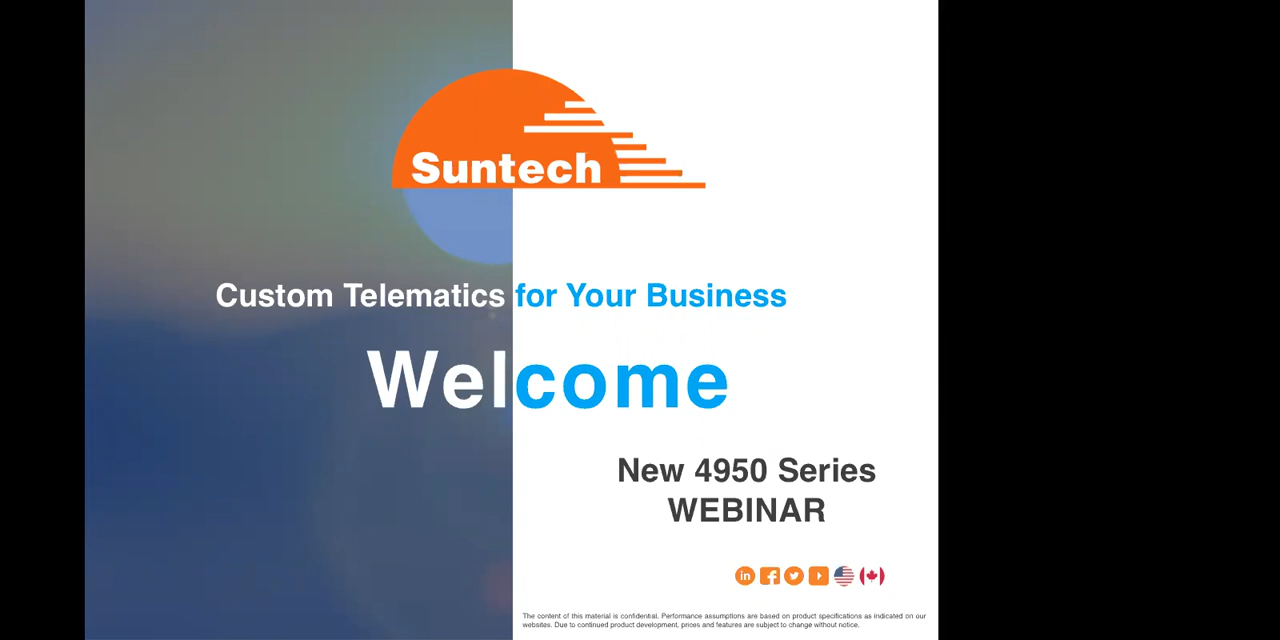 Suntech
Custom Telematics for Your Business
Welcome
New 4950 Series
WEBINAR
in
The content of this material is confidential. Performance assumptions are based on product specifications as indicated on our
websites. Due to continued product development, prices and features are subject to change without notice.